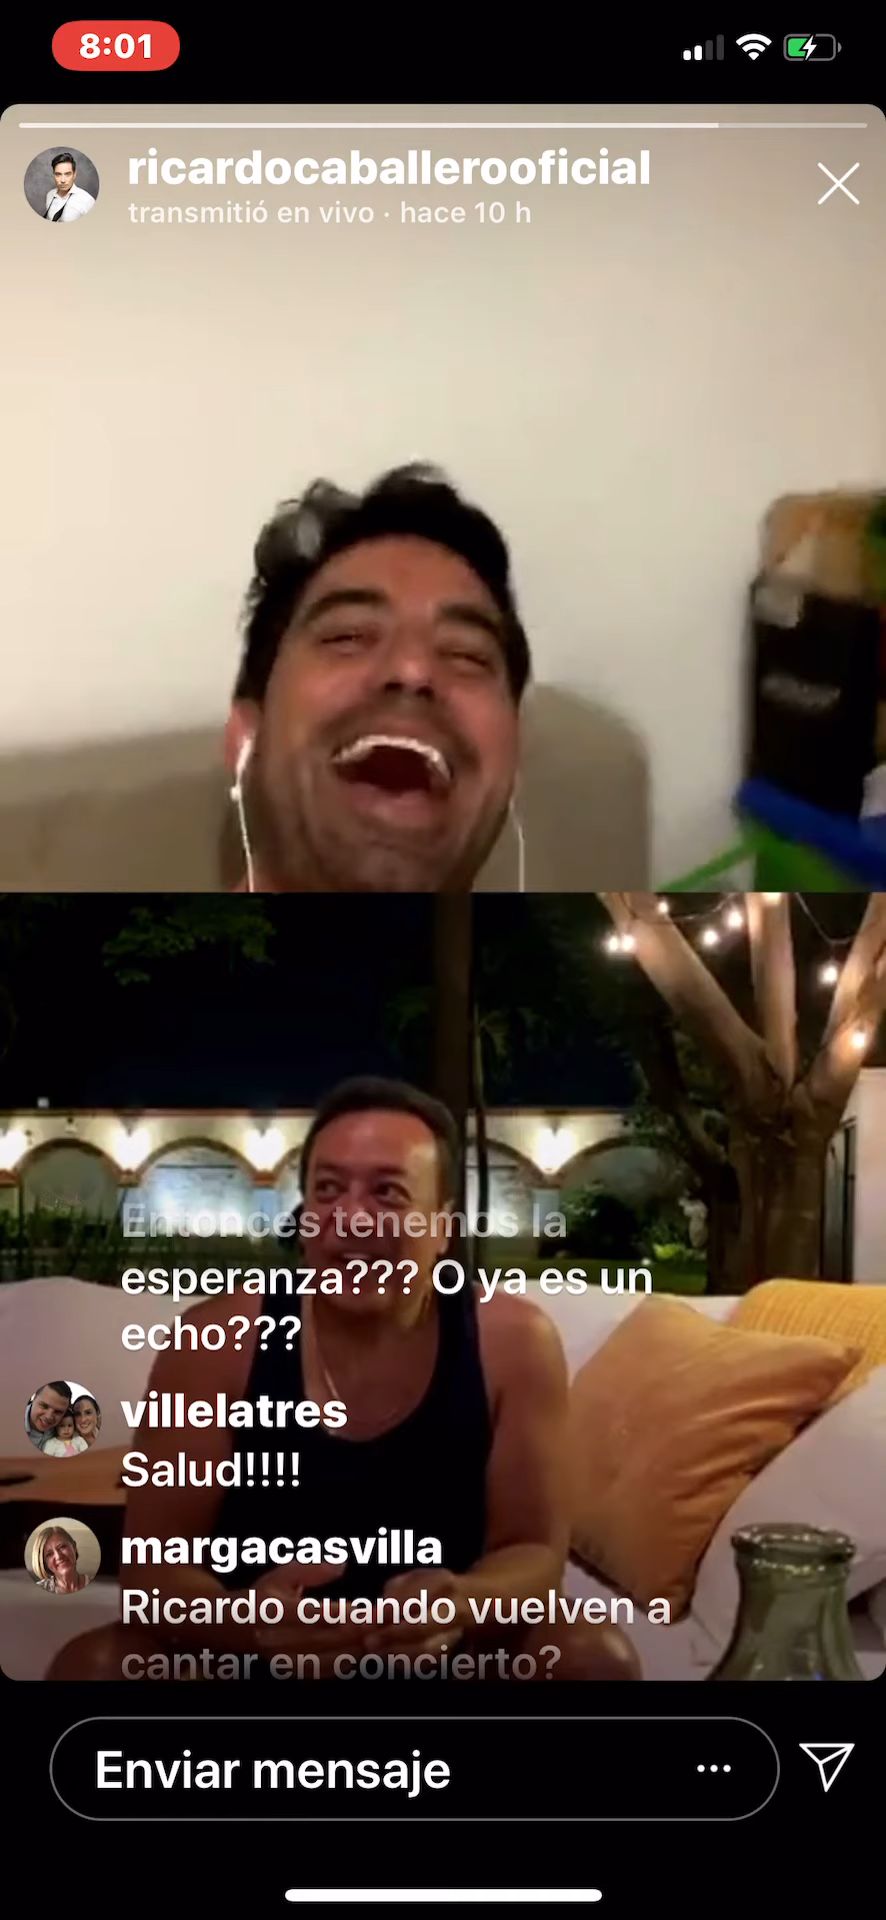 8:01
ricardocaballerooficial
transmitió en vivo · hace 10 h
Entonces tenemos la
esperanza??? O ya es un
echo???
villelatres
Salud!!!!
margacasvilla
Ricardo cuando vuelven a
cantar en concierto?
Enviar mensaje